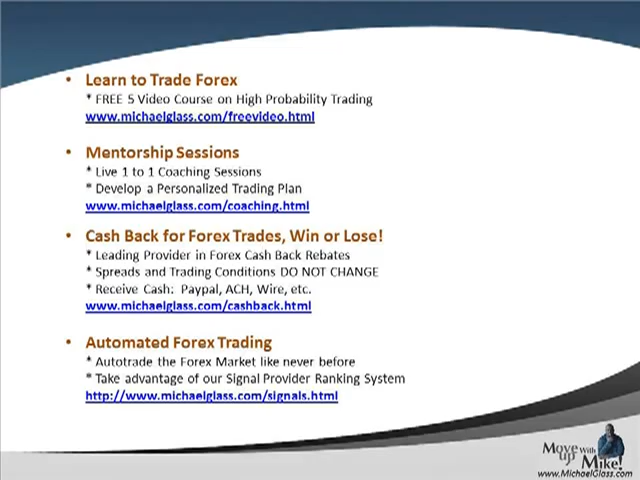 • Learn to Trade Forex
* FREE 5 Video Course on High Probability Trading
www.michaelglass.com/freevideo.html
• Mentorship Sessions
* Live 1 to 1 Coaching Sessions
* Develop a Personalized Trading Plan
www.michaelglass.com/coaching.html
• Cash Back for Forex Trades, Win or Lose!
* Leading Provider in Forex Cash Back Rebates
* Spreads and Trading Conditions DO NOT CHANGE
* Receive Cash: Paypal, ACH, Wire, etc.
www.michaelglass.com/cashback.html
• Automated Forex Trading
* Autotrade the Forex Market like never before
* Take advantage of our Signal Provider Ranking System
http://www.michaelglass.com/signals.html
Move up With Mike!
www.MichaelGlass.com